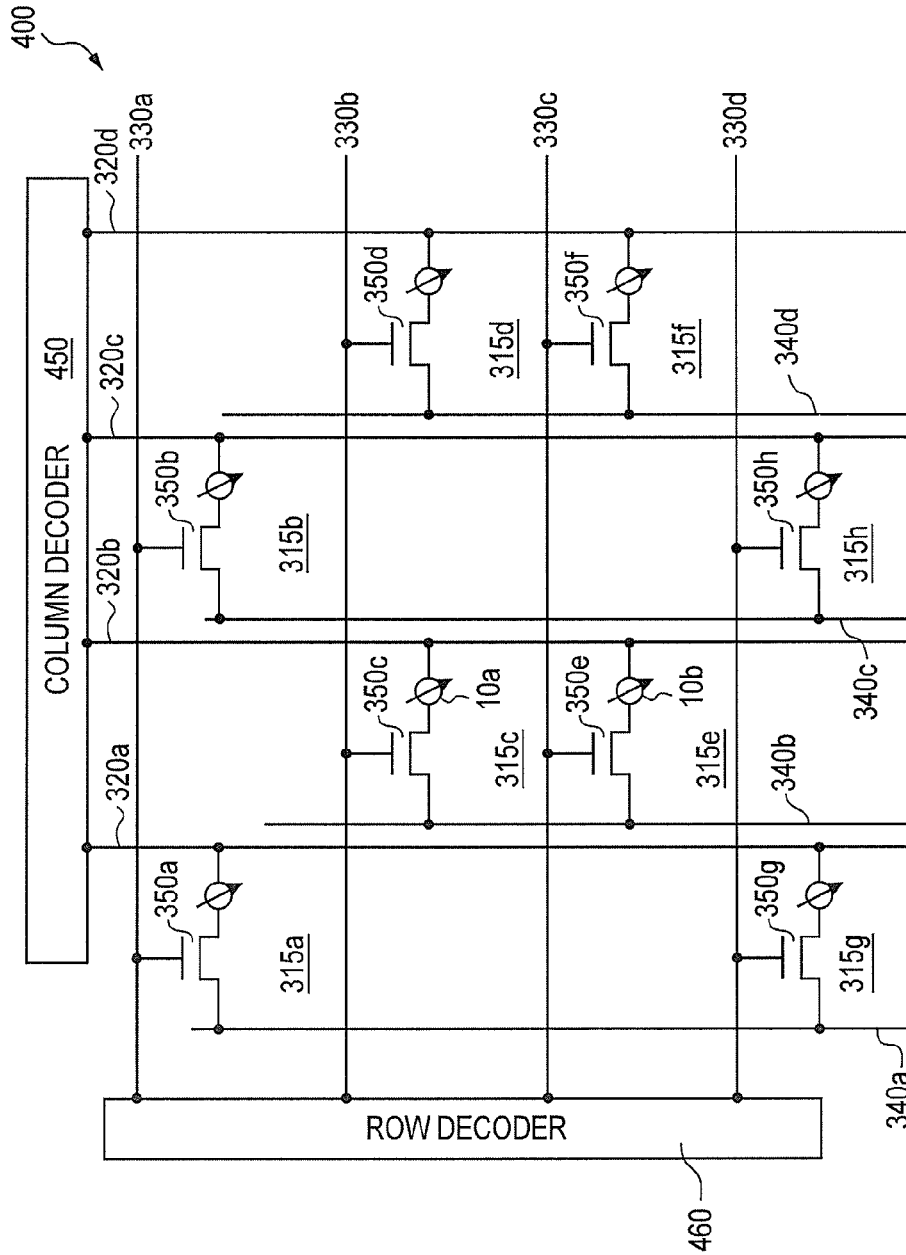 400
COLUMN DECODER
450
320a
320b
320c
320d
330a
350a
350b
315a
315b
330b
350c
350d
10a
315c
315d
330c
350e
350f
10b
315e
315f
340b
340d
330d
350g
350h
315g
315h
340a
340c
ROW DECODER
460